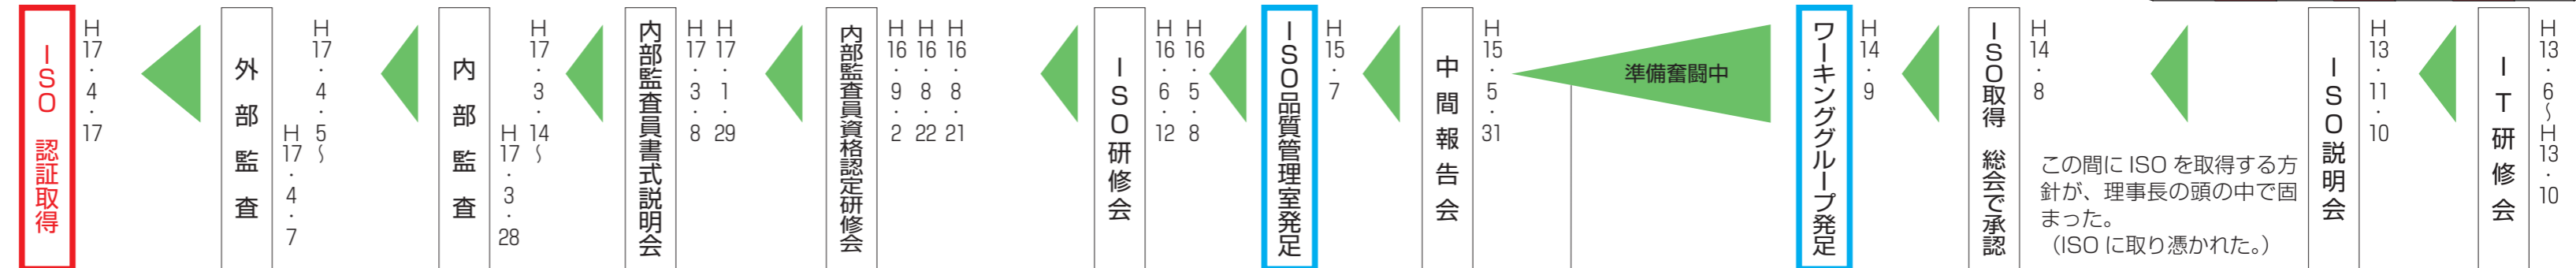 IT研修会
H13・6〜H13・10
ISO説明会
H13・11・10
この間に ISO を取得する方
針が、理事長の頭の中で固
まった。
（ISO に取り憑かれた。）
ISO取得 総会で承認
H14・8
ワーキンググループ発足
H14・9
準備奮闘中
中間報告会
H15・5・31
ISO品質管理室発足
H15・7
ISO研修会
H16・5・8
H16・6・12
内部監査員資格認定研修会
H16・8・21
H16・8・22
H16・9・2
内部監査員書式説明会
H17・1・29
H17・3・8
内部監査
H17・3・14〜
H17・3・28
外部監査
H17・4・5〜
H17・4・7
ISO 認証取得
H17・4・17